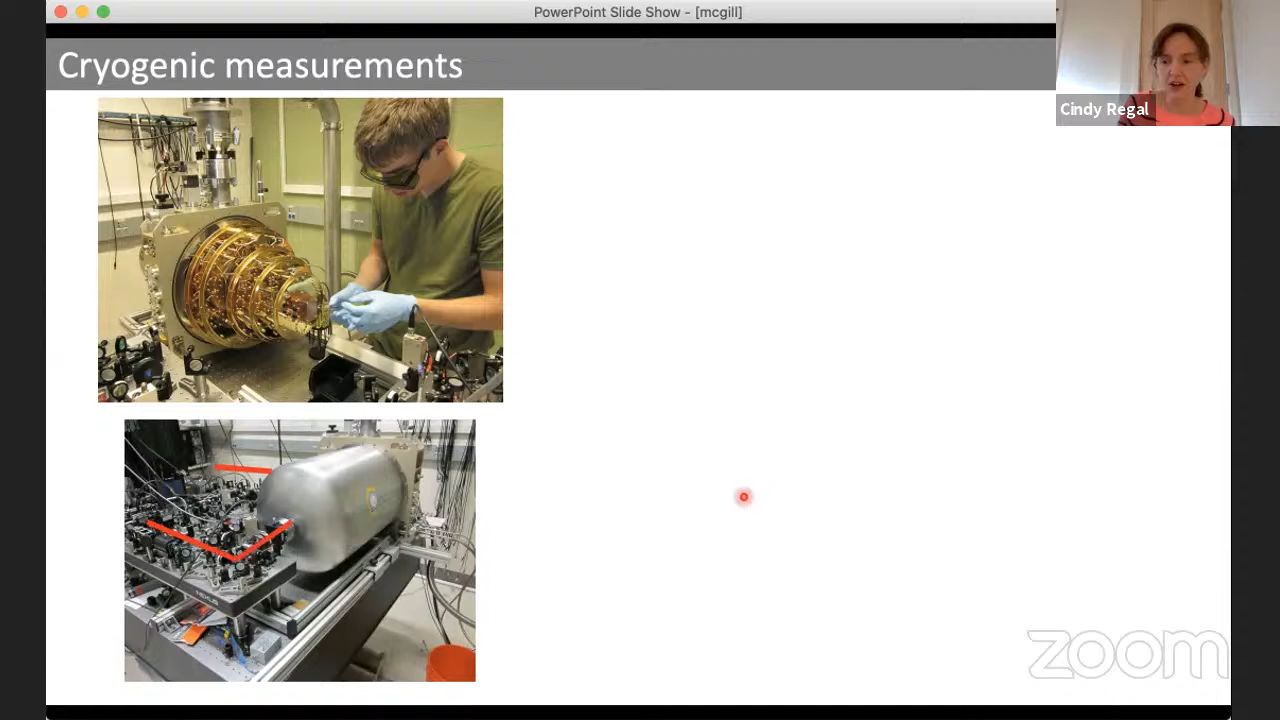 PowerPoint Slide Show - [mcgill]
Cryogenic measurements
Cindy Regal
zoom